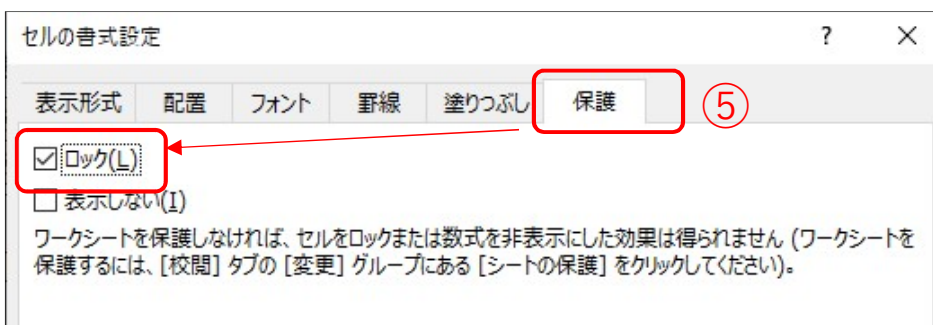 セルの書式設定 ? ×
表示形式 配置 フォント 罫線 塗りつぶし 保護 ⑤
ロック(L)
表示しない(I)
ワークシートを保護しなければ、セルをロックまたは数式を非表示にした効果は得られません (ワークシートを
保護するには、[校閲] タブの [変更] グループにある [シートの保護] をクリックしてください)。